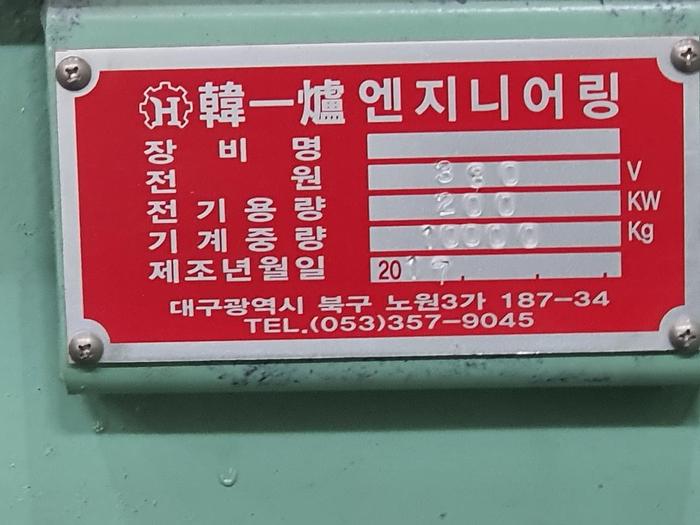 H 韓一爐엔지니어링
장 비 명
전 원 380 V
전기용량 200 KW
기계중량 10000 Kg
제조년월일 2017. . .
대구광역시 북구 노원3가 187-34
TEL.(053)357-9045